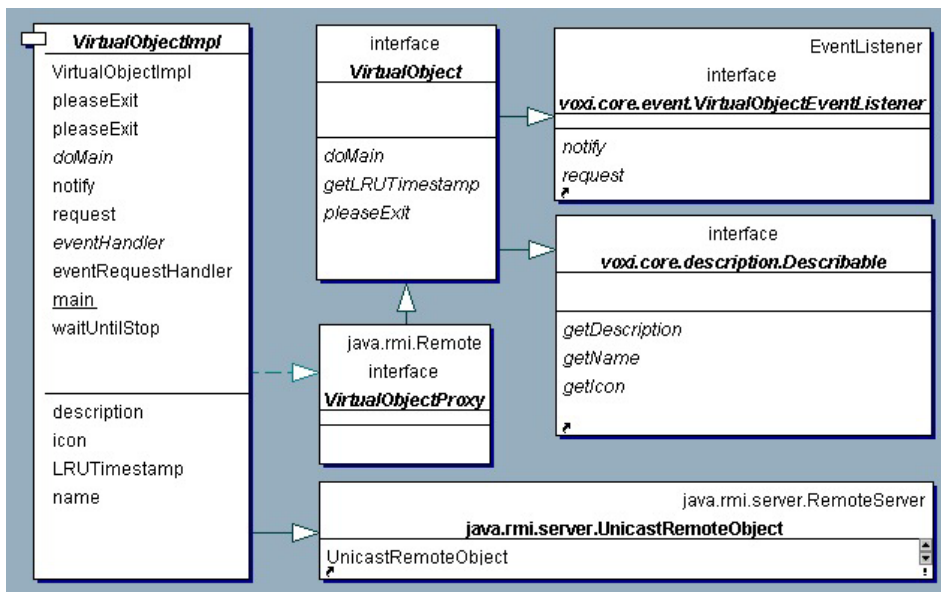 VirtualObjectImpl
VirtualObjectImpl
pleaseExit
pleaseExit
doMain
notify
request
eventHandler
eventRequestHandler
main
waitUntilStop
description
icon
LRUTimestamp
name
interface
VirtualObject
doMain
getLRUTimestamp
pleaseExit
java.rmi.Remote
interface
VirtualObjectProxy
EventListener
interface
voxi.core.event.VirtualObjectEventListener
notify
request
interface
voxi.core.description.Describable
getDescription
getName
getIcon
java.rmi.server.RemoteServer
java.rmi.server.UnicastRemoteObject
UnicastRemoteObject